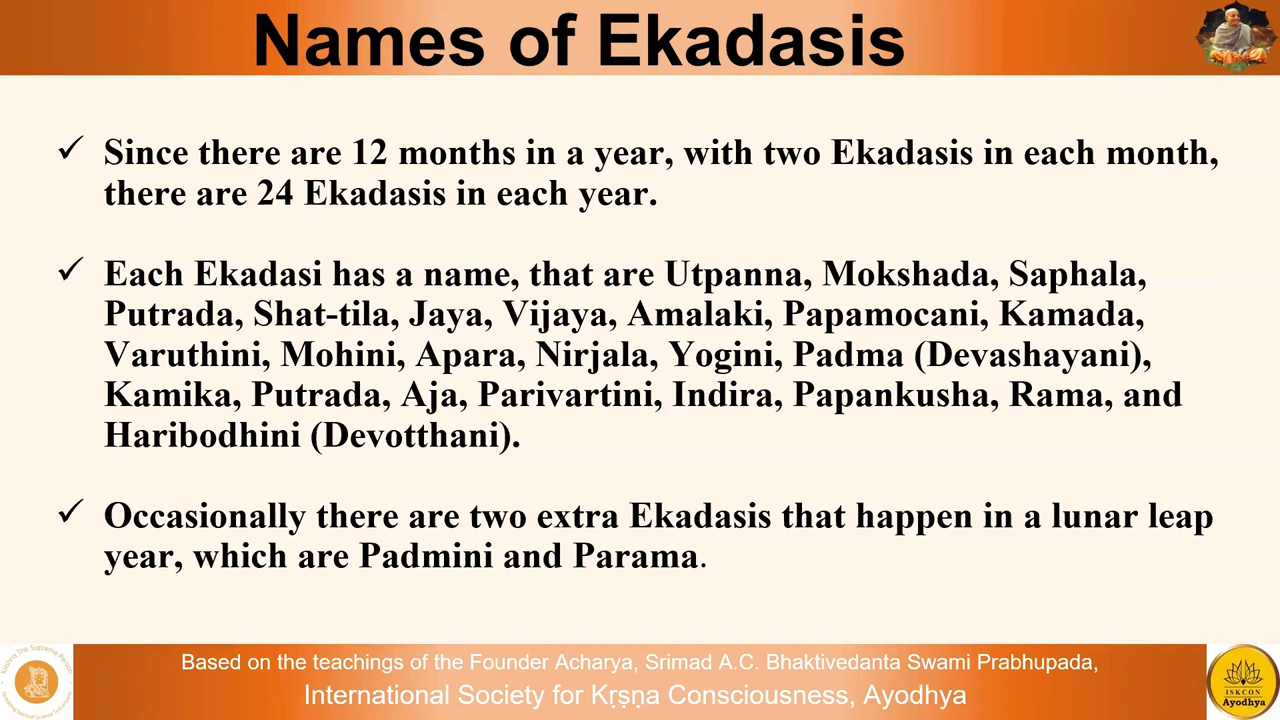 Names of Ekadasis
✓ Since there are 12 months in a year, with two Ekadasis in each month,
there are 24 Ekadasis in each year.
✓ Each Ekadasi has a name, that are Utpanna, Mokshada, Saphala,
Putrada, Shat-tila, Jaya, Vijaya, Amalaki, Papamocani, Kamada,
Varuthini, Mohini, Apara, Nirjala, Yogini, Padma (Devashayani),
Kamika, Putrada, Aja, Parivartini, Indira, Papankusha, Rama, and
Haribodhini (Devotthani).
✓ Occasionally there are two extra Ekadasis that happen in a lunar leap
year, which are Padmini and Parama.
Krishna The Supreme Person
Based on the teachings of the Founder Acharya, Srimad A.C. Bhaktivedanta Swami Prabhupada,
International Society for Kṛṣṇa Consciousness, Ayodhya
ISKCON
Ayodhya